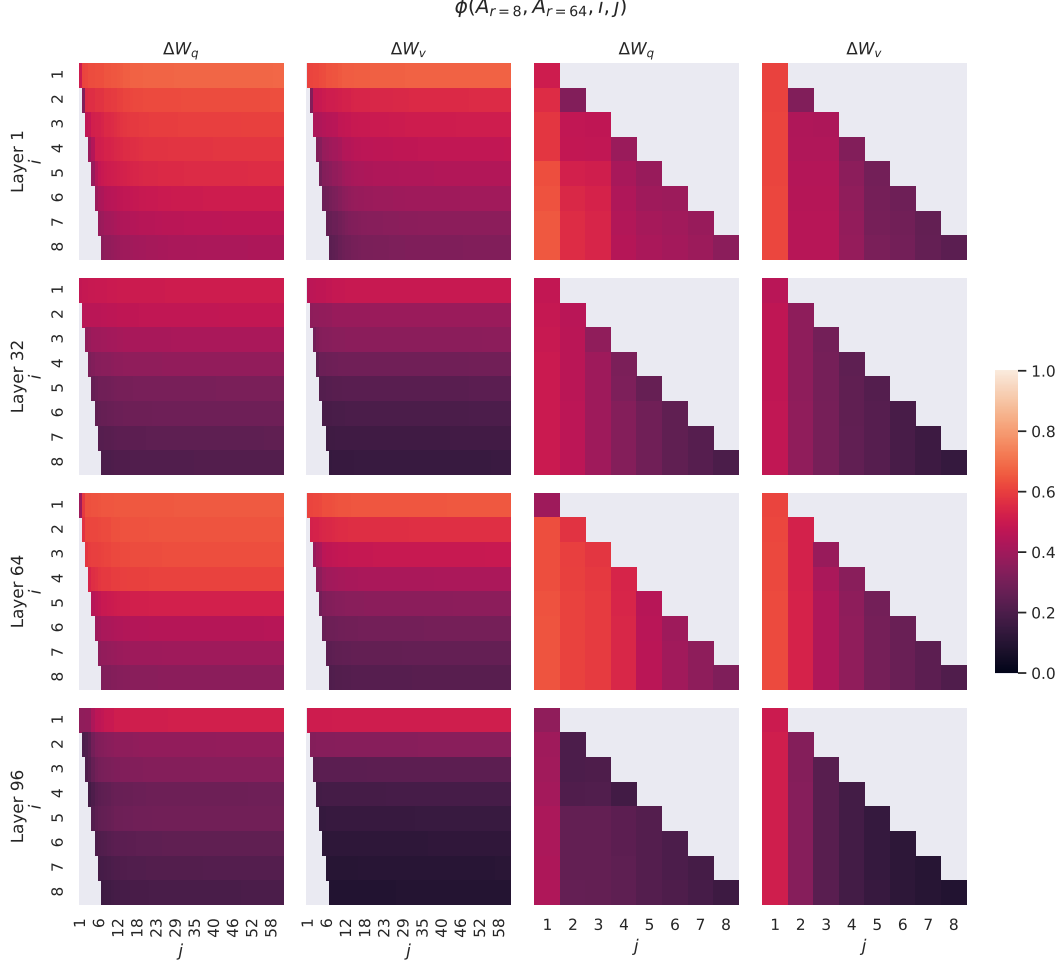 ϕ(A_{r=8}, A_{r=64}, i, j)
ΔW_q ΔW_v ΔW_q ΔW_v
Layer 1
i
1
2
3
4
5
6
7
8
Layer 32
i
1
2
3
4
5
6
7
8
Layer 64
i
1
2
3
4
5
6
7
8
Layer 96
i
1
2
3
4
5
6
7
8
1 6 12 18 23 29 35 40 46 52 58
j
1 6 12 18 23 29 35 40 46 52 58
j
1 2 3 4 5 6 7 8
j
1 2 3 4 5 6 7 8
j
1.0
0.8
0.6
0.4
0.2
0.0